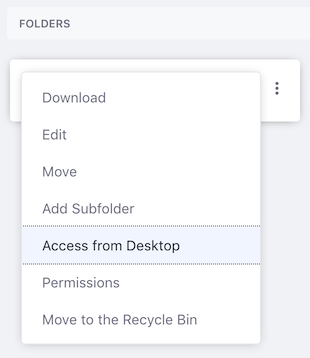 FOLDERS
Download
Edit
Move
Add Subfolder
Access from Desktop
Permissions
Move to the Recycle Bin